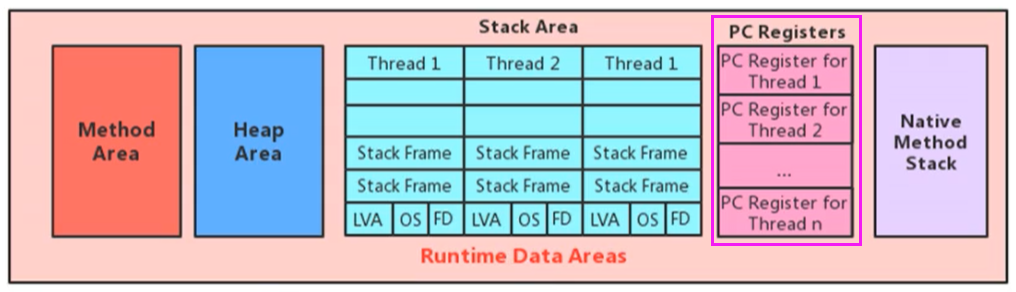 Stack Area
PC Registers
Method
Area
Heap
Area
Thread 1
Thread 2
Thread 1
Stack Frame
Stack Frame
Stack Frame
Stack Frame
Stack Frame
Stack Frame
LVA
OS
FD
LVA
OS
FD
LVA
OS
FD
PC Register for
Thread 1
PC Register for
Thread 2
...
PC Register for
Thread n
Native
Method
Stack
Runtime Data Areas